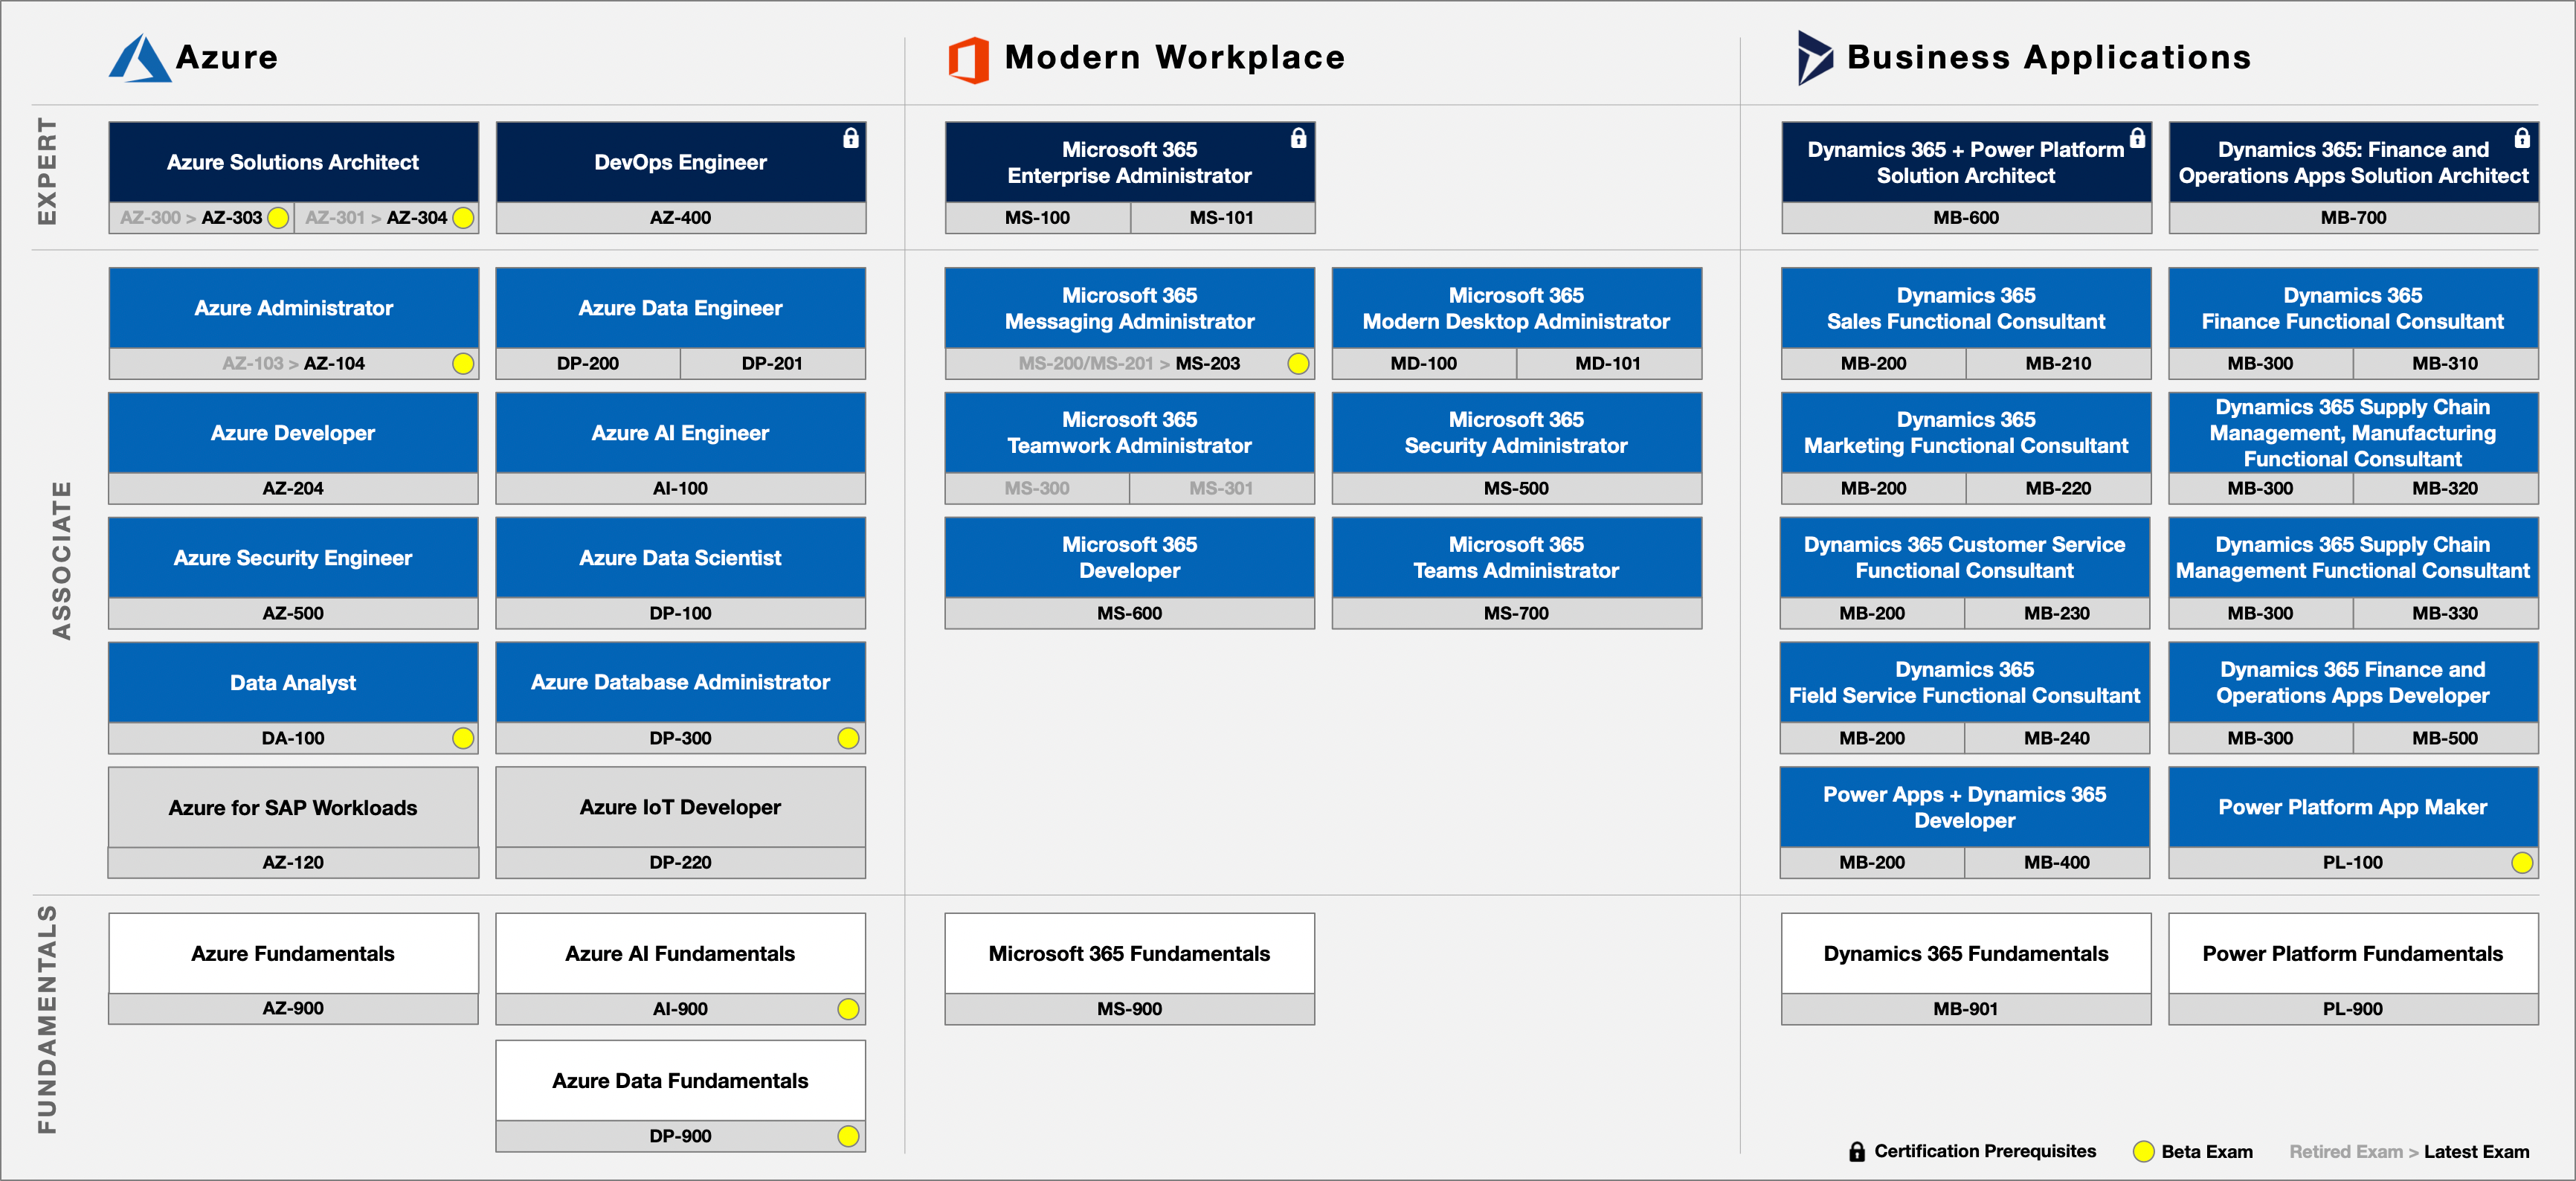 Azure
Modern Workplace
Business Applications
EXPERT
Azure Solutions Architect
AZ-300 > AZ-303
AZ-301 > AZ-304
DevOps Engineer
AZ-400
Microsoft 365
Enterprise Administrator
MS-100
MS-101
Dynamics 365 + Power Platform
Solution Architect
MB-600
Dynamics 365: Finance and
Operations Apps Solution Architect
MB-700
ASSOCIATE
Azure Administrator
AZ-103 > AZ-104
Azure Data Engineer
DP-200
DP-201
Azure Developer
AZ-204
Azure AI Engineer
AI-100
Azure Security Engineer
AZ-500
Azure Data Scientist
DP-100
Data Analyst
DA-100
Azure Database Administrator
DP-300
Azure for SAP Workloads
AZ-120
Azure IoT Developer
DP-220
Microsoft 365
Messaging Administrator
MS-200/MS-201 > MS-203
Microsoft 365
Modern Desktop Administrator
MD-100
MD-101
Microsoft 365
Teamwork Administrator
MS-300
MS-301
Microsoft 365
Security Administrator
MS-500
Microsoft 365
Developer
MS-600
Microsoft 365
Teams Administrator
MS-700
Dynamics 365
Sales Functional Consultant
MB-200
MB-210
Dynamics 365
Finance Functional Consultant
MB-300
MB-310
Dynamics 365
Marketing Functional Consultant
MB-200
MB-220
Dynamics 365 Supply Chain
Management, Manufacturing
Functional Consultant
MB-300
MB-320
Dynamics 365 Customer Service
Functional Consultant
MB-200
MB-230
Dynamics 365 Supply Chain
Management Functional Consultant
MB-300
MB-330
Dynamics 365
Field Service Functional Consultant
MB-200
MB-240
Dynamics 365 Finance and
Operations Apps Developer
MB-300
MB-500
Power Apps + Dynamics 365
Developer
MB-200
MB-400
Power Platform App Maker
PL-100
FUNDAMENTALS
Azure Fundamentals
AZ-900
Azure AI Fundamentals
AI-900
Azure Data Fundamentals
DP-900
Microsoft 365 Fundamentals
MS-900
Dynamics 365 Fundamentals
MB-901
Power Platform Fundamentals
PL-900
Certification Prerequisites
Beta Exam
Retired Exam > Latest Exam